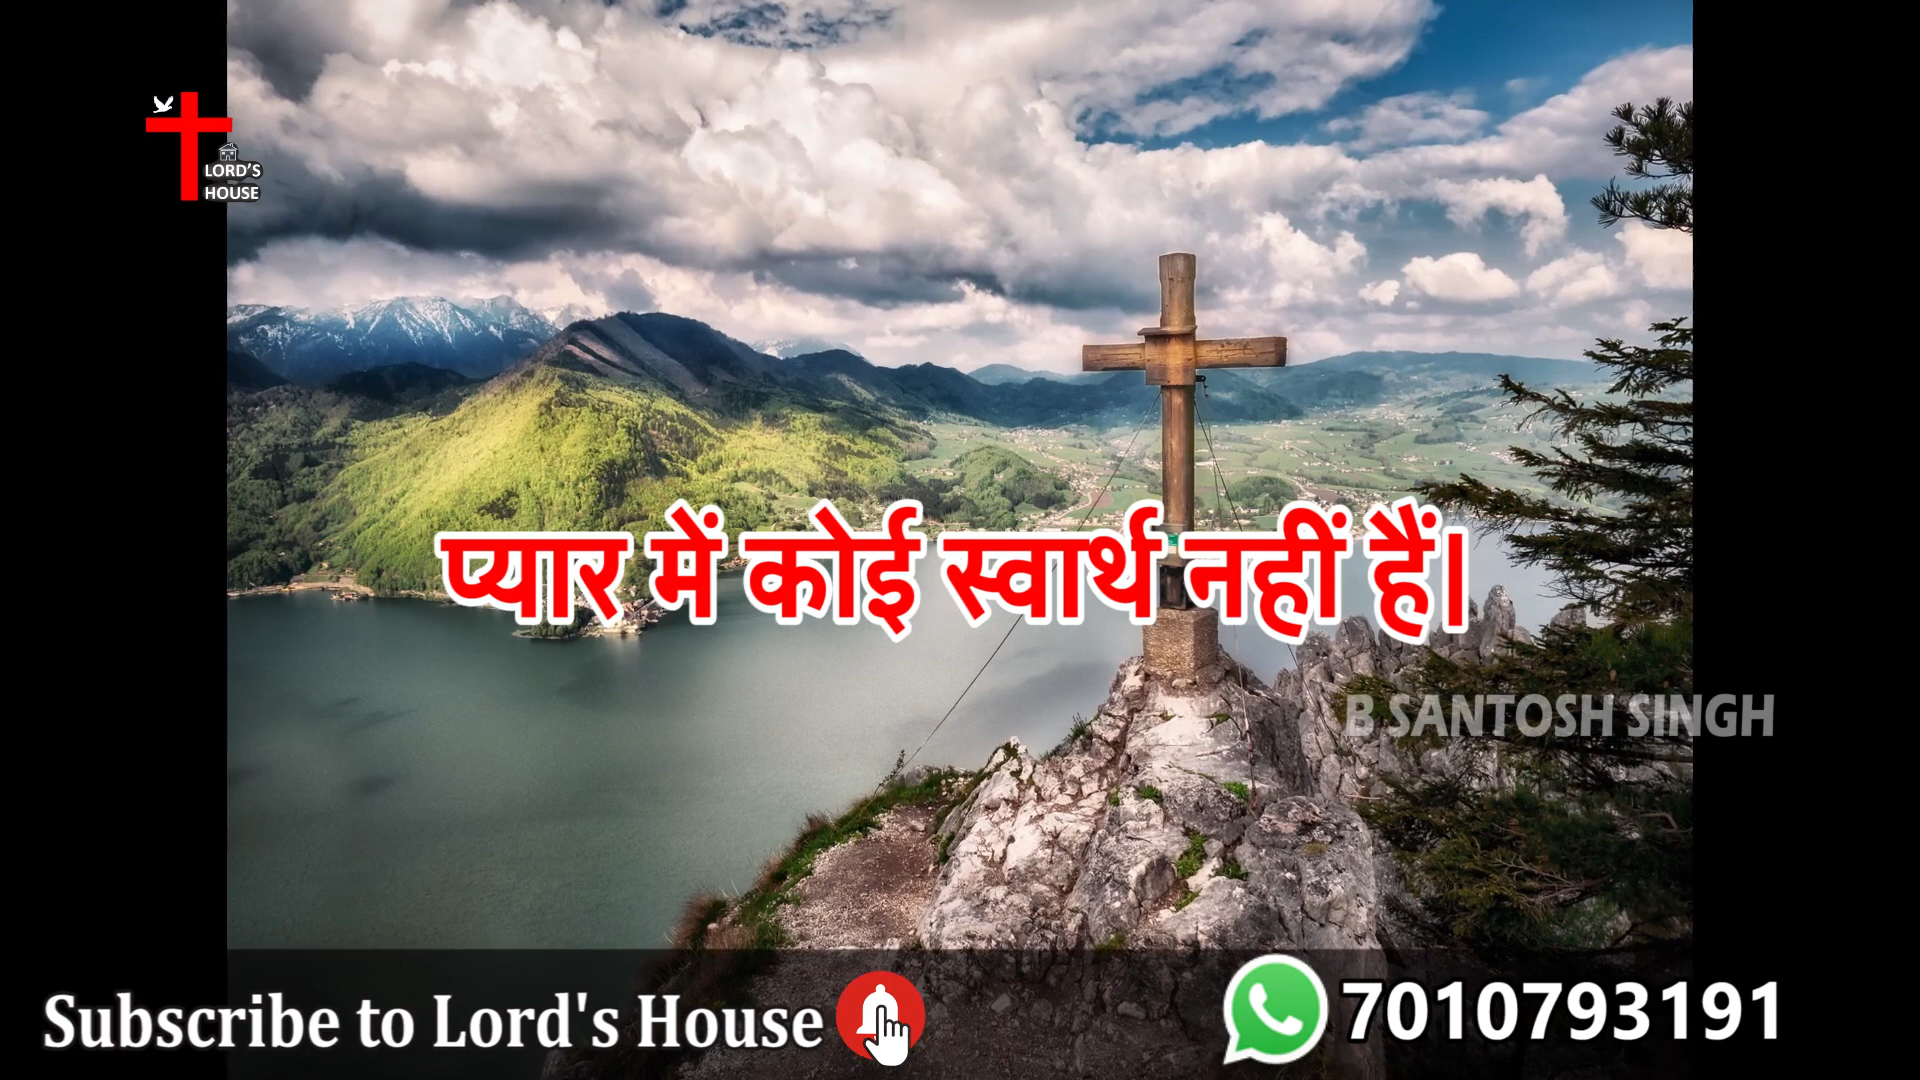 LORD'S
HOUSE
प्यार में कोई स्वार्थ नहीं हैं।
B SANTOSH SINGH
Subscribe to Lord's House
7010793191